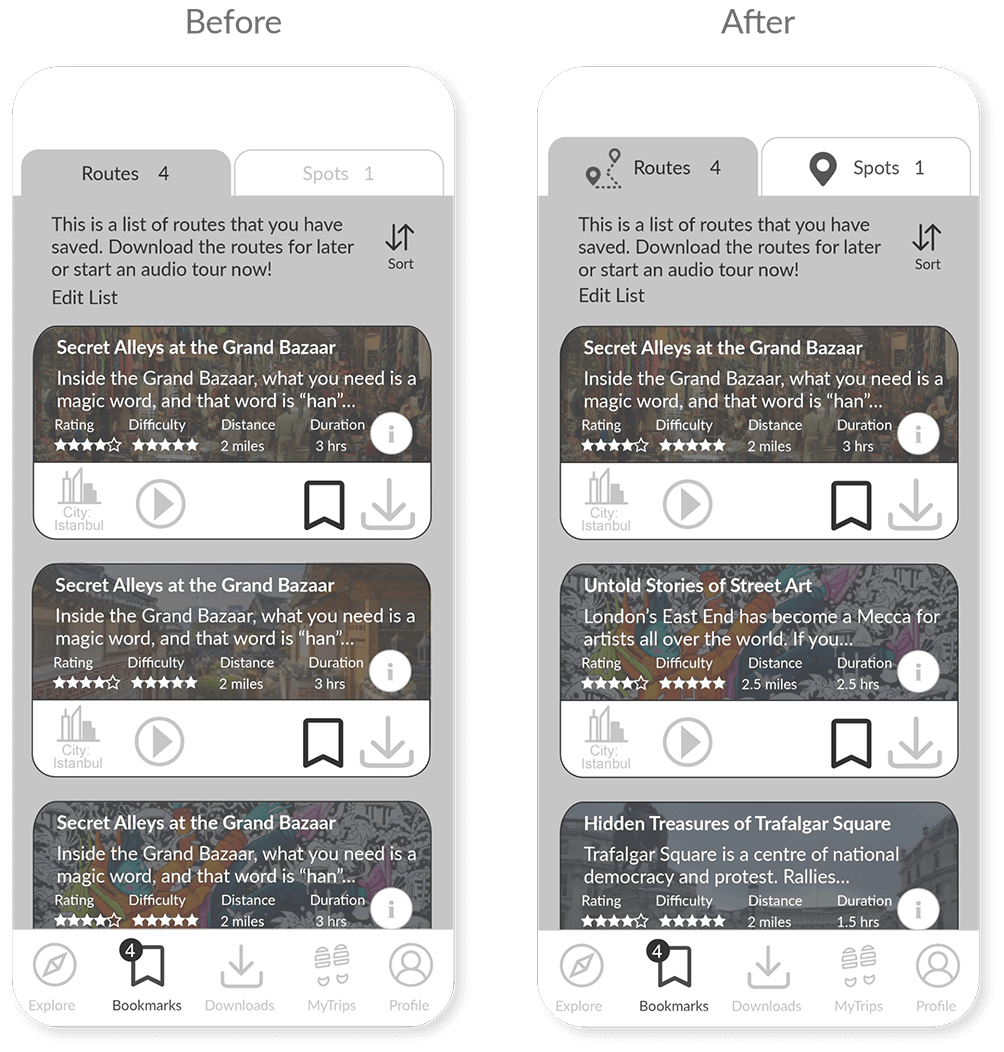 Before
Routes 4 Spots 1
This is a list of routes that you have
saved. Download the routes for later
or start an audio tour now!
Sort
Edit List
Secret Alleys at the Grand Bazaar
Inside the Grand Bazaar, what you need is a
magic word, and that word is “han”...
Rating Difficulty Distance Duration
2 miles 3 hrs
i
City:
Istanbul
Secret Alleys at the Grand Bazaar
Inside the Grand Bazaar, what you need is a
magic word, and that word is “han”...
Rating Difficulty Distance Duration
2 miles 3 hrs
i
City:
Istanbul
Secret Alleys at the Grand Bazaar
Inside the Grand Bazaar, what you need is a
magic word, and that word is “han”...
Rating Difficulty Distance Duration
2 miles 3 hrs
i
4
Explore Bookmarks Downloads MyTrips Profile
After
Routes 4 Spots 1
This is a list of routes that you have
saved. Download the routes for later
or start an audio tour now!
Sort
Edit List
Secret Alleys at the Grand Bazaar
Inside the Grand Bazaar, what you need is a
magic word, and that word is “han”...
Rating Difficulty Distance Duration
2 miles 3 hrs
i
City:
Istanbul
Untold Stories of Street Art
London’s East End has become a Mecca for
artists all over the world. If you...
Rating Difficulty Distance Duration
2.5 miles 2.5 hrs
i
City:
Istanbul
Hidden Treasures of Trafalgar Square
Trafalgar Square is a centre of national
democracy and protest. Rallies...
Rating Difficulty Distance Duration
2 miles 1.5 hrs
i
4
Explore Bookmarks Downloads MyTrips Profile